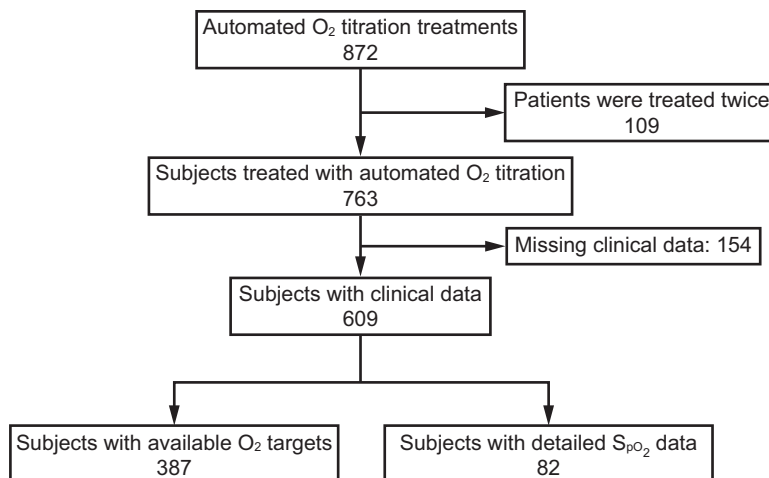 Automated O₂ titration treatments
872
Patients were treated twice
109
Subjects treated with automated O₂ titration
763
Missing clinical data: 154
Subjects with clinical data
609
Subjects with available O₂ targets
387
Subjects with detailed SpO₂ data
82